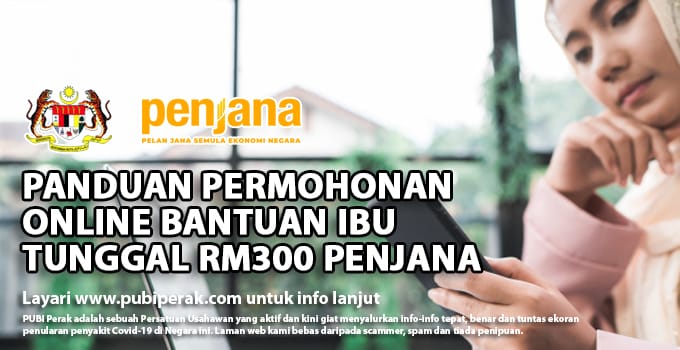 penjana
PELAN JANA SEMULA EKONOMI NEGARA
PANDUAN PERMOHONAN
ONLINE BANTUAN IBU
TUNGGAL RM300 PENJANA
Layari www.pubiperak.com untuk info lanjut
PUBI Perak adalah sebuah Persatuan Usahawan yang aktif dan kini giat menyalurkan info-info tepat, benar dan tuntas ekoran
penularan penyakit Covid-19 di Negara ini. Laman web kami bebas daripada scammer, spam dan tiada penipuan.